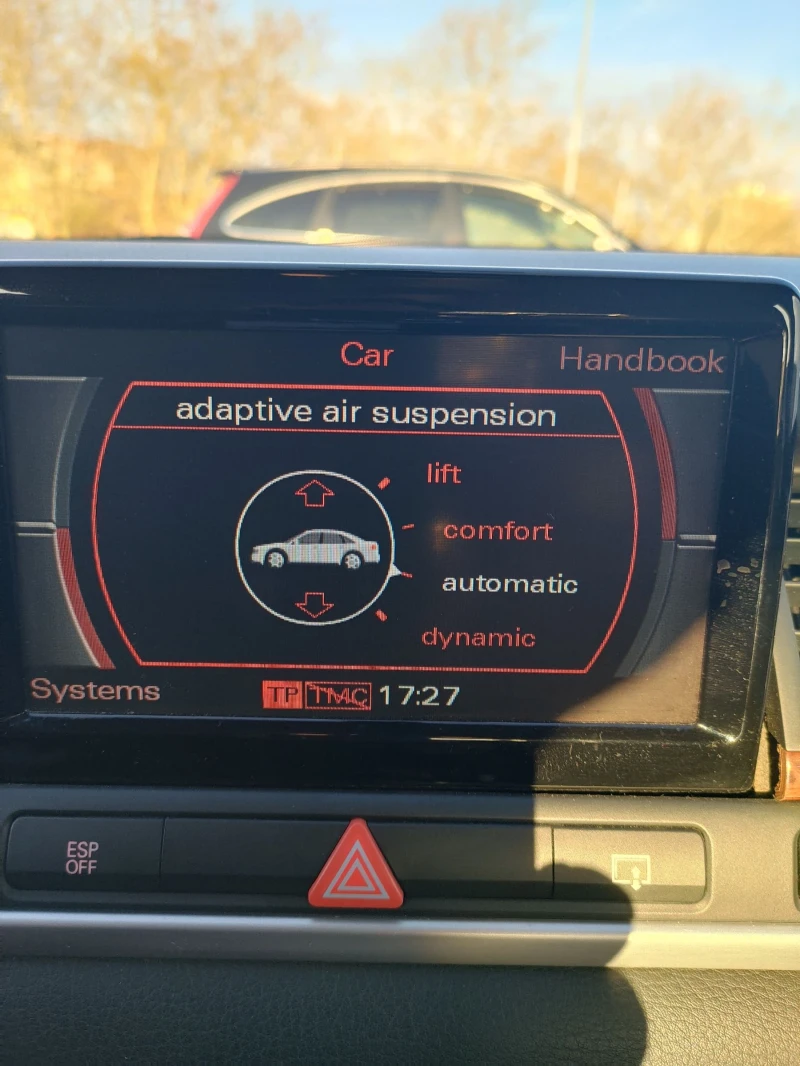 Car
Handbook
adaptive air suspension
lift
comfort
automatic
dynamic
Systems
TP TMC 17:27
ESP
OFF